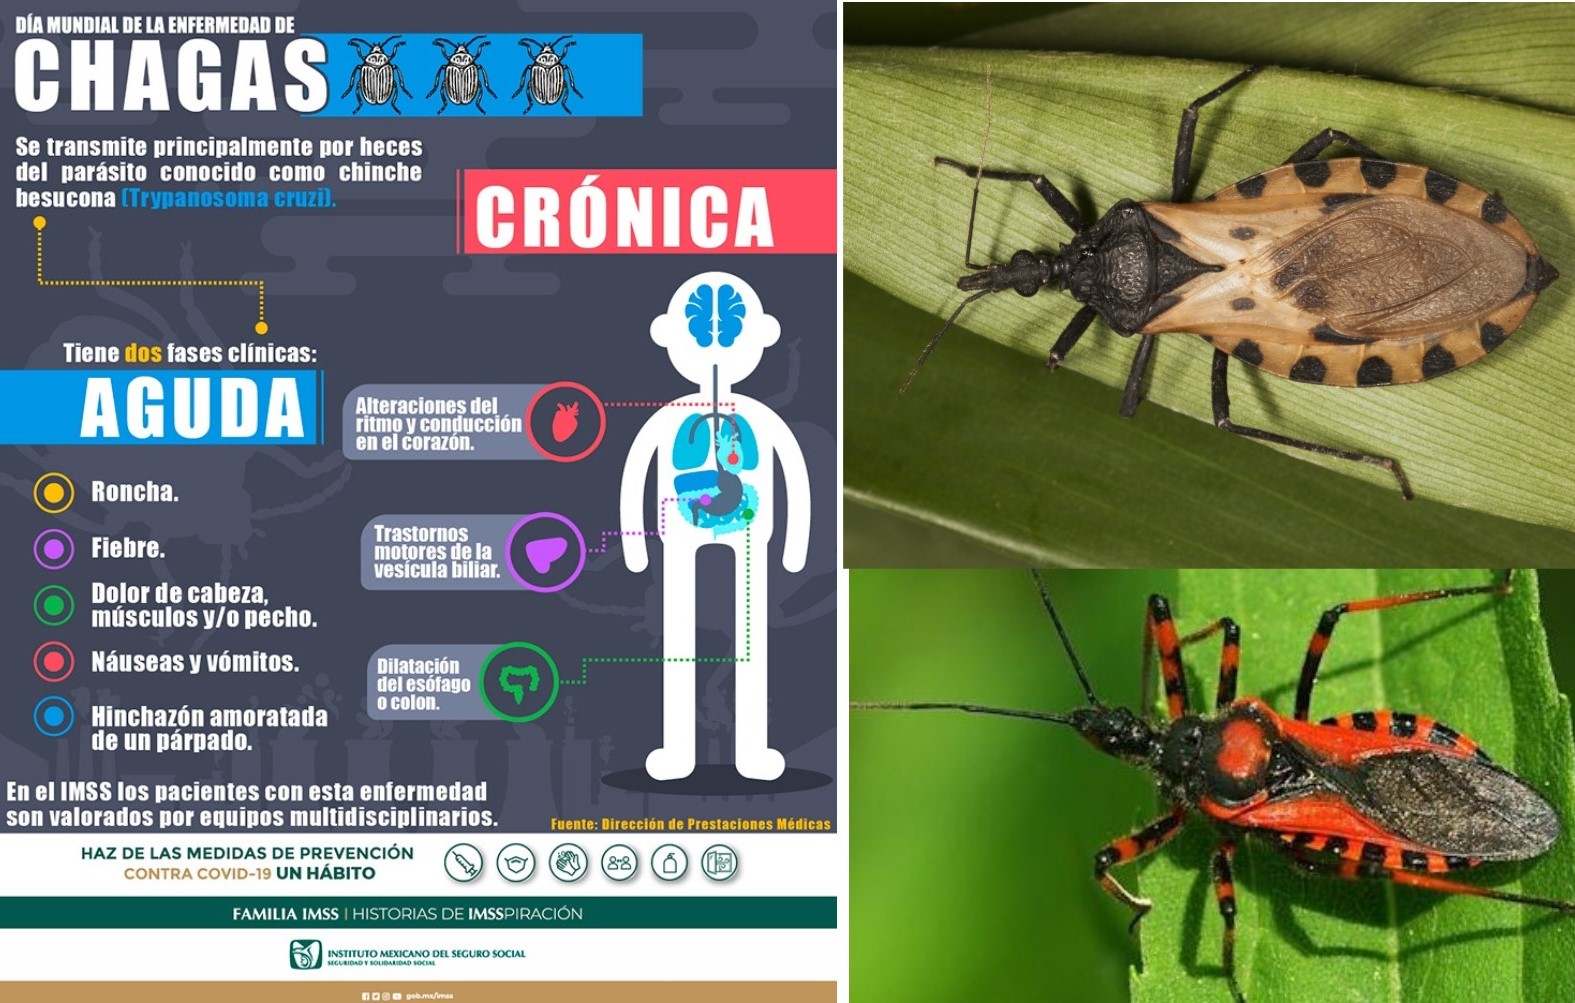 DÍA MUNDIAL DE LA ENFERMEDAD DE
CHAGAS
Se transmite principalmente por heces
del parásito conocido como chinche
besucona (Trypanosoma cruzi).
Tiene dos fases clínicas:
AGUDA
Roncha.
Fiebre.
Dolor de cabeza,
músculos y/o pecho.
Náuseas y vómitos.
Hinchazón amoratada
de un párpado.
CRÓNICA
Alteraciones del
ritmo y conducción
en el corazón.
Trastornos
motores de la
vesícula biliar.
Dilatación
del esófago
o colon.
En el IMSS los pacientes con esta enfermedad
son valorados por equipos multidisciplinarios.
Fuente: Dirección de Prestaciones Médicas
HAZ DE LAS MEDIDAS DE PREVENCIÓN
CONTRA COVID-19 UN HÁBITO
FAMILIA IMSS | HISTORIAS DE IMSSPIRACIÓN
INSTITUTO MEXICANO DEL SEGURO SOCIAL
SEGURIDAD Y SOLIDARIDAD SOCIAL
gob.mx/imss